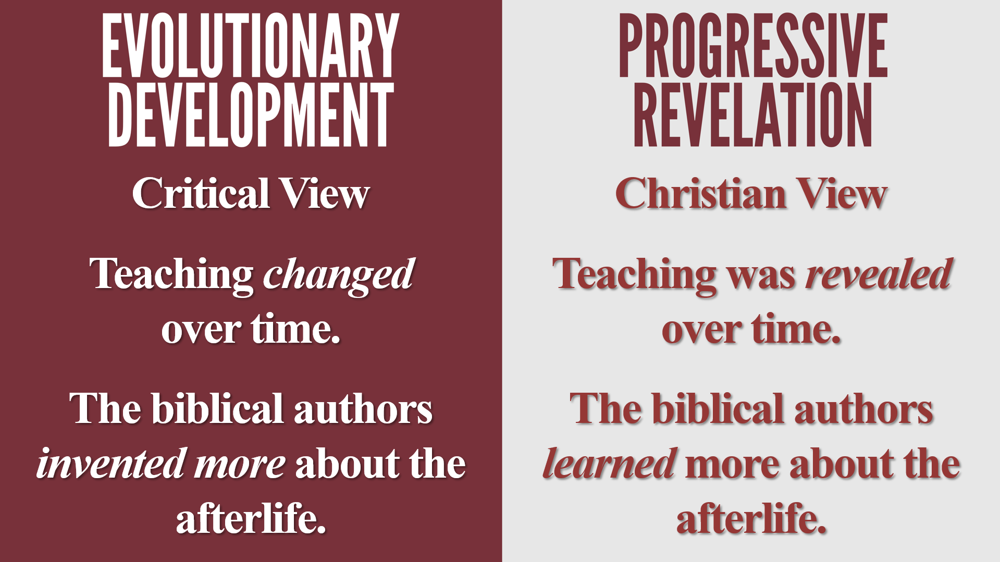 EVOLUTIONARY
DEVELOPMENT
Critical View
Teaching changed
over time.
The biblical authors
invented more about the
afterlife.
PROGRESSIVE
REVELATION
Christian View
Teaching was revealed
over time.
The biblical authors
learned more about the
afterlife.